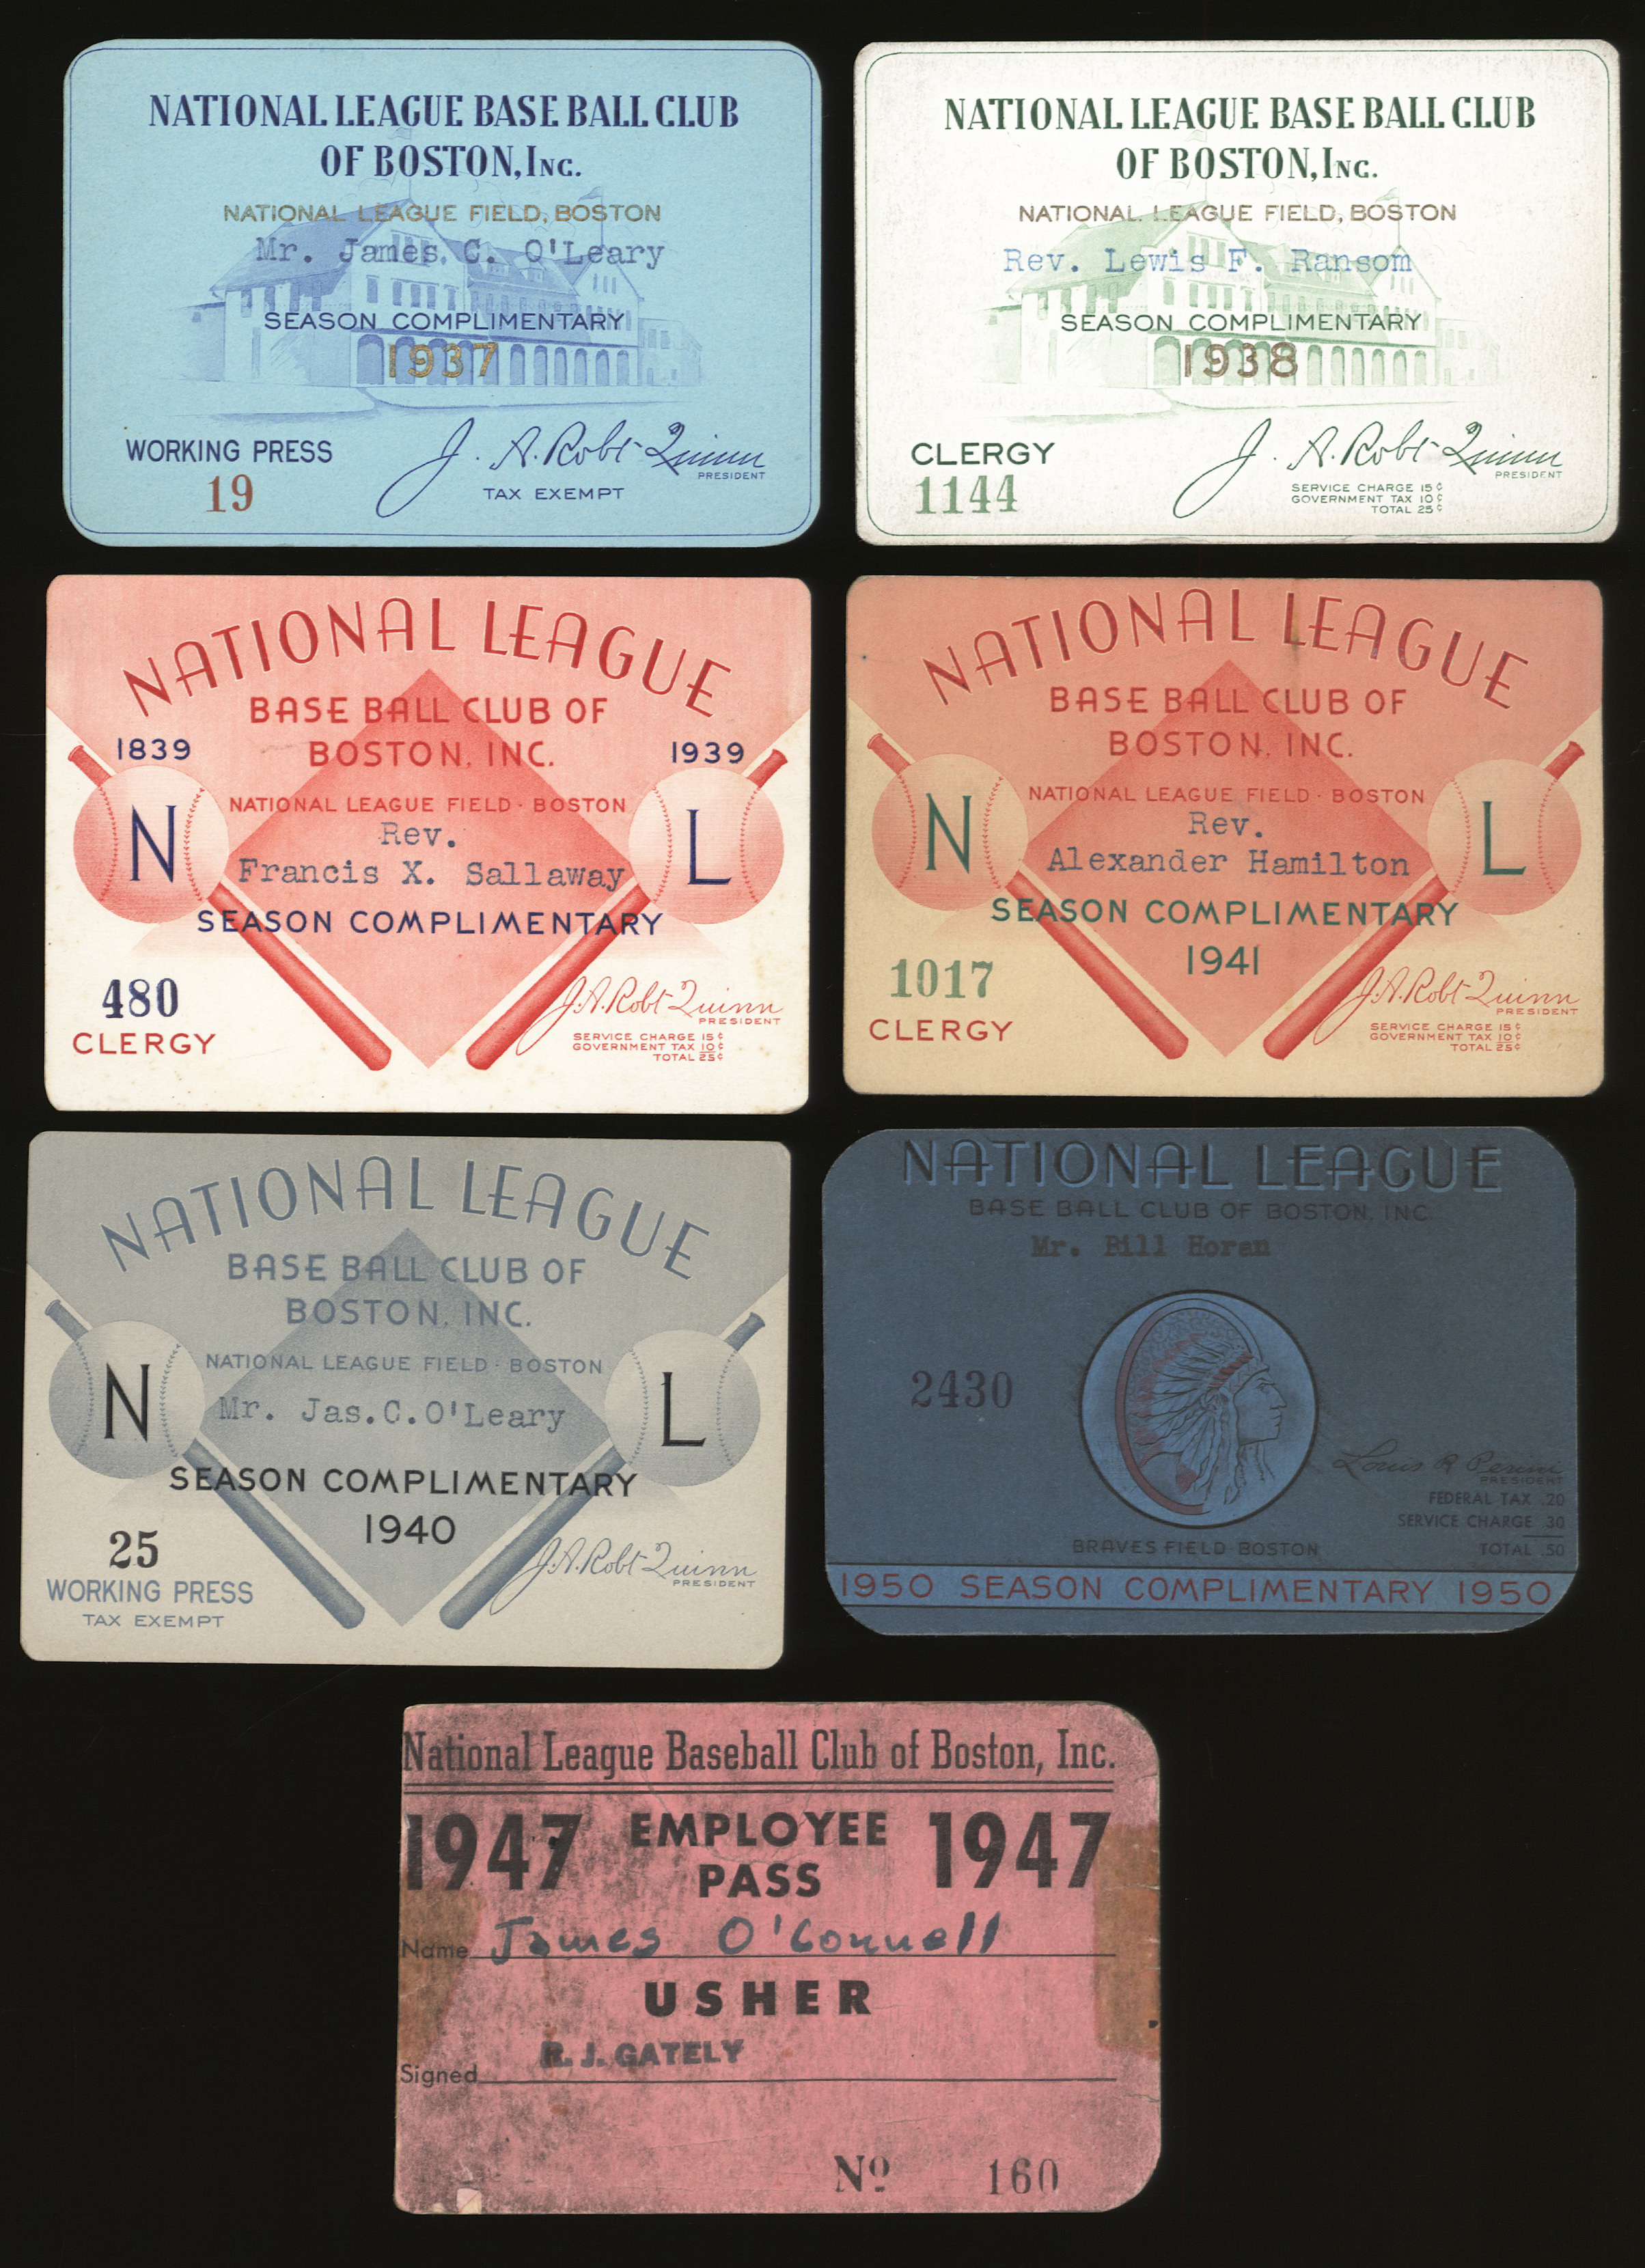 NATIONAL LEAGUE BASE BALL CLUB
OF BOSTON, INC.
NATIONAL LEAGUE FIELD, BOSTON
Mr. James C. O'Leary
SEASON COMPLIMENTARY
1937
WORKING PRESS
19
J. A. Robt Quinn
PRESIDENT
TAX EXEMPT
NATIONAL LEAGUE BASE BALL CLUB
OF BOSTON, INC.
NATIONAL LEAGUE FIELD, BOSTON
Rev. Lewis F. Ransom
SEASON COMPLIMENTARY
1938
CLERGY
1144
J. A. Robt Quinn
PRESIDENT
SERVICE CHARGE 15¢
GOVERNMENT TAX 10¢
TOTAL 25¢
NATIONAL LEAGUE
BASE BALL CLUB OF
BOSTON, INC.
1839 1939
NATIONAL LEAGUE FIELD · BOSTON
N L
Rev.
Francis X. Sallaway
SEASON COMPLIMENTARY
480
CLERGY
J. A. Robt Quinn
PRESIDENT
SERVICE CHARGE 15¢
GOVERNMENT TAX 10¢
TOTAL 25¢
NATIONAL LEAGUE
BASE BALL CLUB OF
BOSTON, INC.
NATIONAL LEAGUE FIELD · BOSTON
N L
Rev.
Alexander Hamilton
SEASON COMPLIMENTARY
1941
1017
CLERGY
J. A. Robt Quinn
PRESIDENT
SERVICE CHARGE 15¢
GOVERNMENT TAX 10¢
TOTAL 25¢
NATIONAL LEAGUE
BASE BALL CLUB OF
BOSTON, INC.
NATIONAL LEAGUE FIELD · BOSTON
N L
Mr. Jas.C.O'Leary
SEASON COMPLIMENTARY
1940
25
WORKING PRESS
TAX EXEMPT
J. A. Robt Quinn
PRESIDENT
NATIONAL LEAGUE
BASE BALL CLUB OF BOSTON, INC.
Mr. Bill Horan
2430
Louis R Perini
PRESIDENT
FEDERAL TAX .20
SERVICE CHARGE .30
TOTAL .50
BRAVES FIELD · BOSTON
1950 SEASON COMPLIMENTARY 1950
National League Baseball Club of Boston, Inc.
1947 EMPLOYEE PASS 1947
Name James O'Connell
USHER
R. J. GATELY
Signed
Nº 160